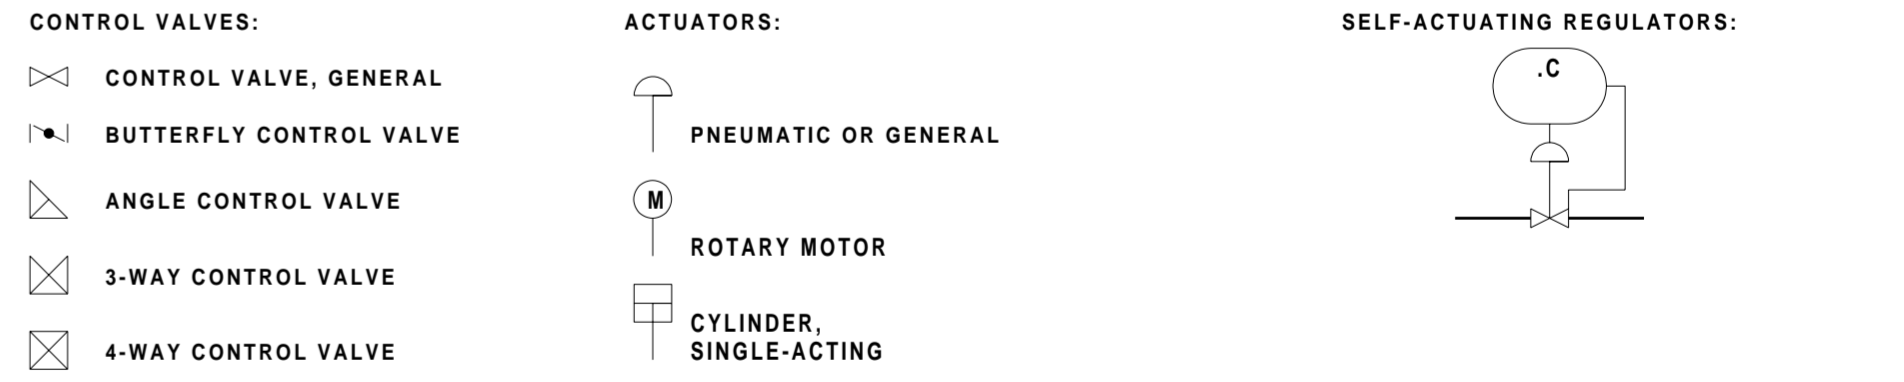 CONTROL VALVES:
CONTROL VALVE, GENERAL
BUTTERFLY CONTROL VALVE
ANGLE CONTROL VALVE
3-WAY CONTROL VALVE
4-WAY CONTROL VALVE
ACTUATORS:
PNEUMATIC OR GENERAL
M
ROTARY MOTOR
CYLINDER,
SINGLE-ACTING
SELF-ACTUATING REGULATORS:
.C